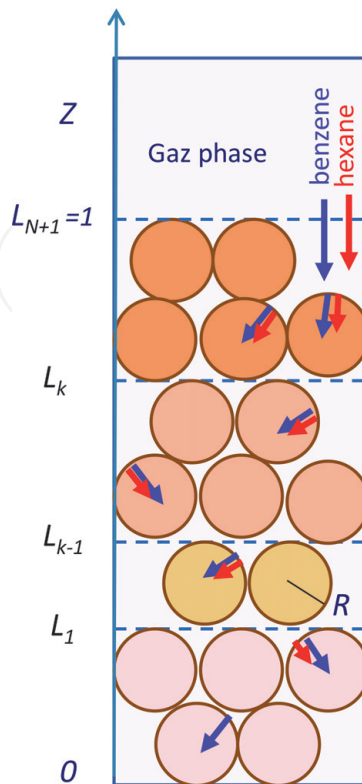 Z
Gaz phase
benzene
hexane
L_{N+1} =1
L_k
L_{k-1}
R
L_1
0